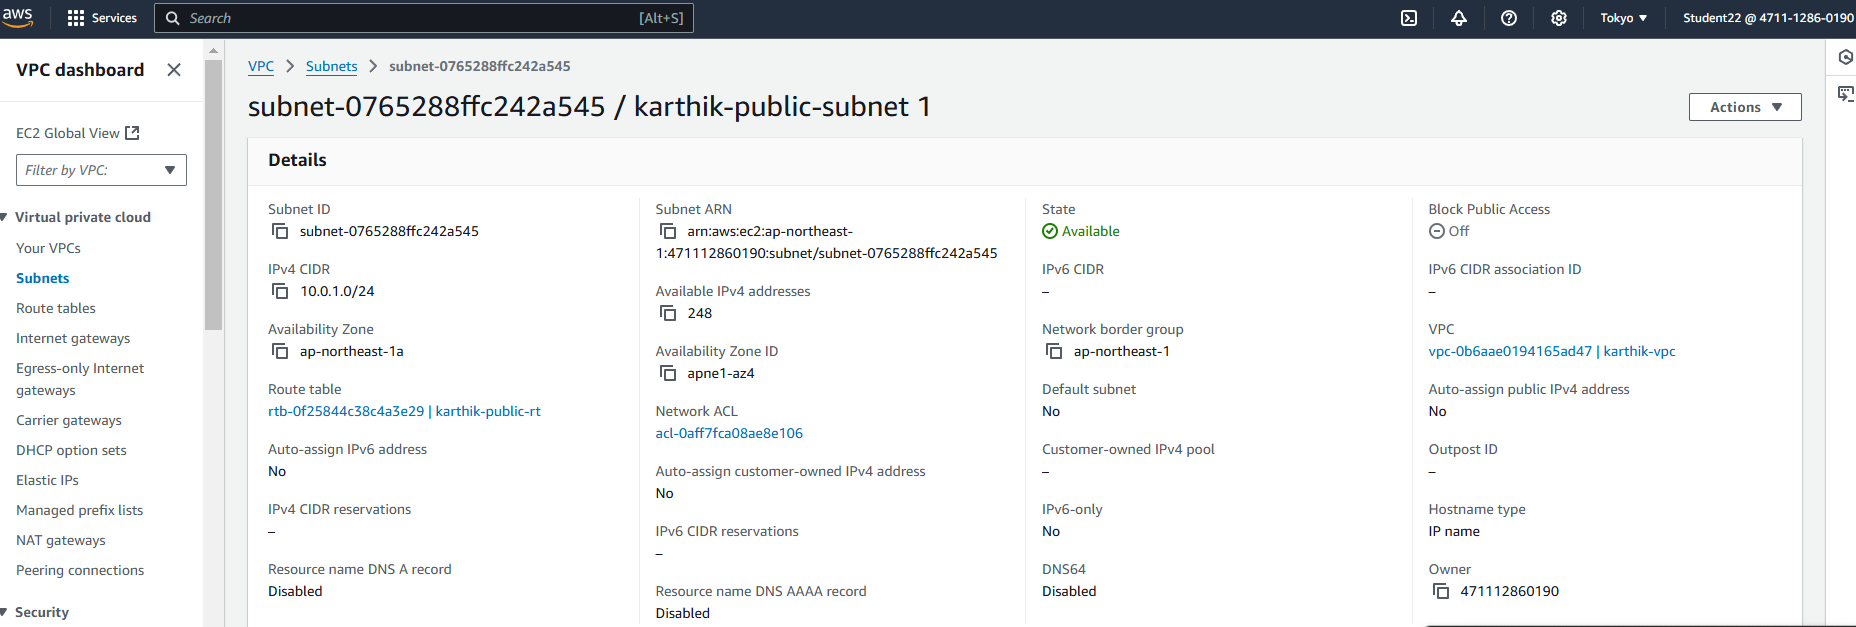 aws
Services
Search
[Alt+S]
Tokyo
Student22 @ 4711-1286-0190
VPC dashboard
EC2 Global View
Filter by VPC:
Virtual private cloud
Your VPCs
Subnets
Route tables
Internet gateways
Egress-only Internet
gateways
Carrier gateways
DHCP option sets
Elastic IPs
Managed prefix lists
NAT gateways
Peering connections
Security
VPC
Subnets
subnet-0765288ffc242a545
subnet-0765288ffc242a545 / karthik-public-subnet 1
Actions
Details
Subnet ID
subnet-0765288ffc242a545
IPv4 CIDR
10.0.1.0/24
Availability Zone
ap-northeast-1a
Route table
rtb-0f25844c38c4a3e29 | karthik-public-rt
Auto-assign IPv6 address
No
IPv4 CIDR reservations
–
Resource name DNS A record
Disabled
Subnet ARN
arn:aws:ec2:ap-northeast-
1:471112860190:subnet/subnet-0765288ffc242a545
Available IPv4 addresses
248
Availability Zone ID
apne1-az4
Network ACL
acl-0aff7fca08ae8e106
Auto-assign customer-owned IPv4 address
No
IPv6 CIDR reservations
–
Resource name DNS AAAA record
Disabled
State
Available
IPv6 CIDR
–
Network border group
ap-northeast-1
Default subnet
No
Customer-owned IPv4 pool
–
IPv6-only
No
DNS64
Disabled
Block Public Access
Off
IPv6 CIDR association ID
–
VPC
vpc-0b6aae0194165ad47 | karthik-vpc
Auto-assign public IPv4 address
No
Outpost ID
–
Hostname type
IP name
Owner
471112860190